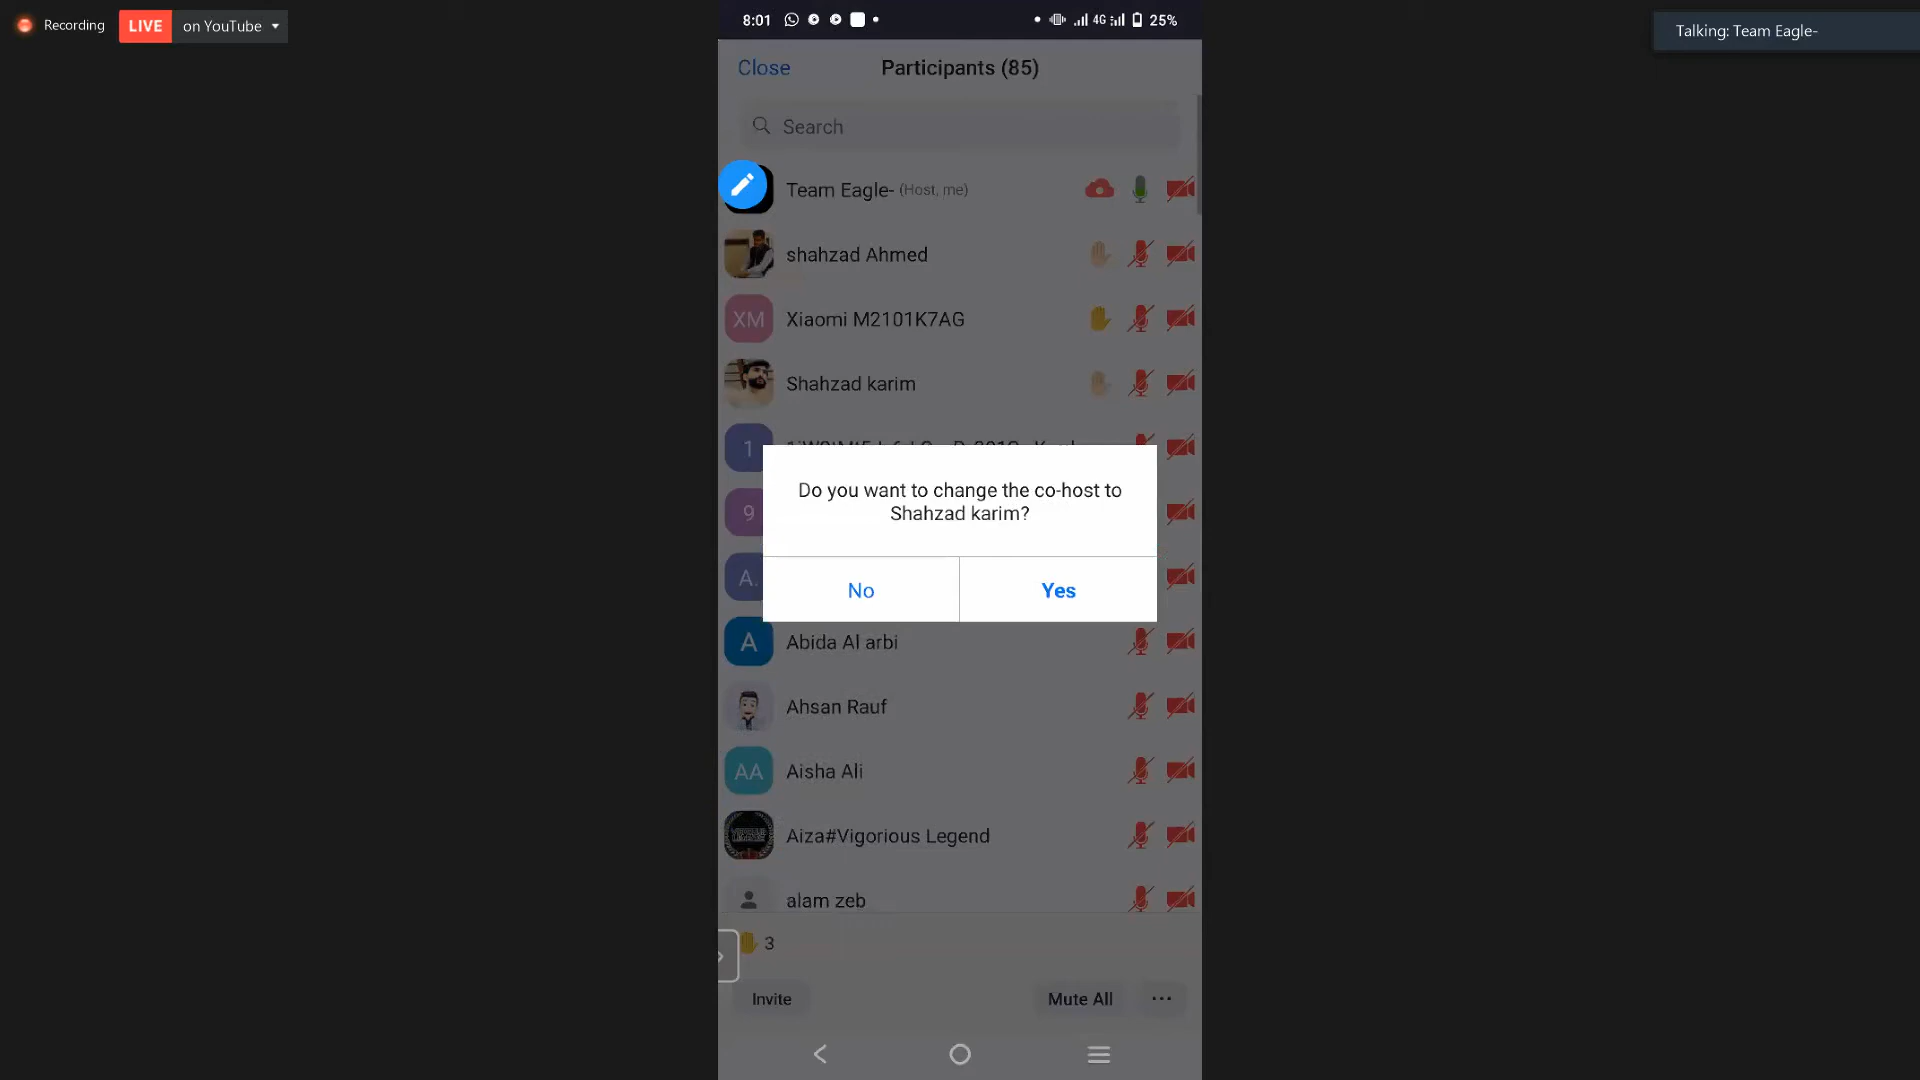 Recording
LIVE on YouTube
Talking: Team Eagle-
8:01 4G 25%
Close Participants (85)
Search
Team Eagle- (Host, me)
shahzad Ahmed
XM Xiaomi M2101K7AG
Shahzad karim
1
Do you want to change the co-host to
Shahzad karim?
9
A.
No Yes
A Abida Al arbi
Ahsan Rauf
AA Aisha Ali
Aiza#Vigorious Legend
alam zeb
3
Invite Mute All ...